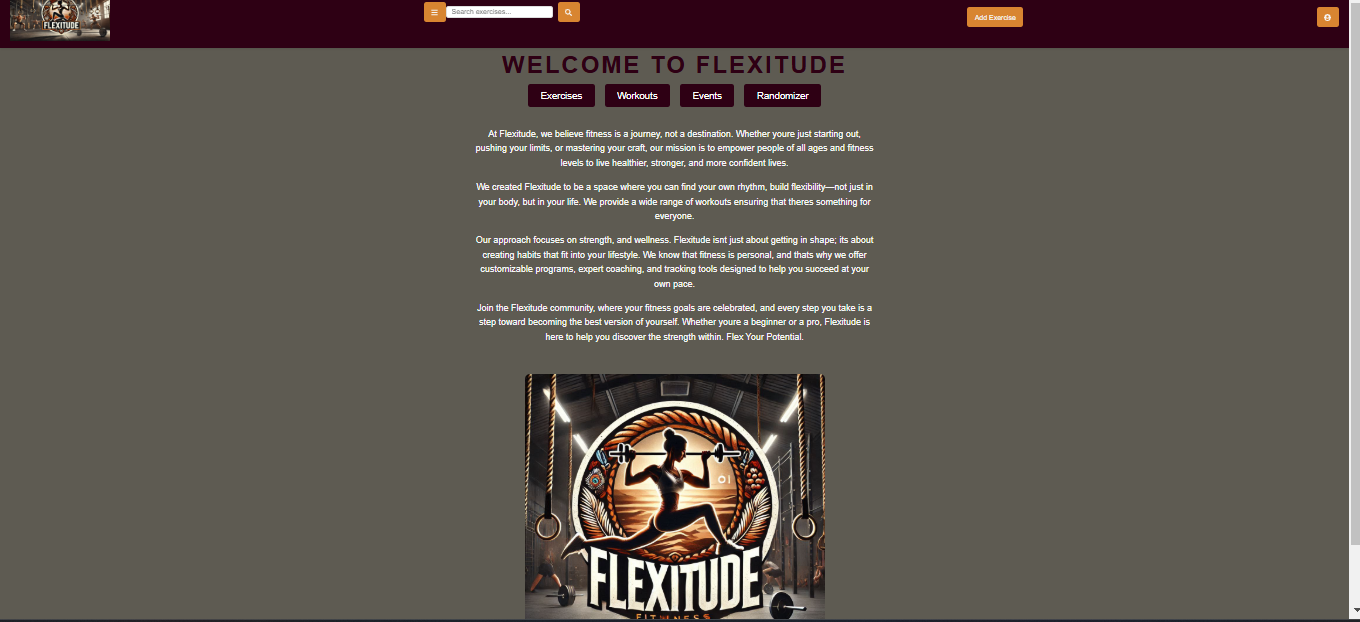 FLEXITUDE
Search exercises...
Add Exercise
WELCOME TO FLEXITUDE
Exercises
Workouts
Events
Randomizer
At Flexitude, we believe fitness is a journey, not a destination. Whether youre just starting out,
pushing your limits, or mastering your craft, our mission is to empower people of all ages and fitness
levels to live healthier, stronger, and more confident lives.
We created Flexitude to be a space where you can find your own rhythm, build flexibility—not just in
your body, but in your life. We provide a wide range of workouts ensuring that theres something for
everyone.
Our approach focuses on strength, and wellness. Flexitude isnt just about getting in shape; its about
creating habits that fit into your lifestyle. We know that fitness is personal, and thats why we offer
customizable programs, expert coaching, and tracking tools designed to help you succeed at your
own pace.
Join the Flexitude community, where your fitness goals are celebrated, and every step you take is a
step toward becoming the best version of yourself. Whether youre a beginner or a pro, Flexitude is
here to help you discover the strength within. Flex Your Potential.
FLEXITUDE